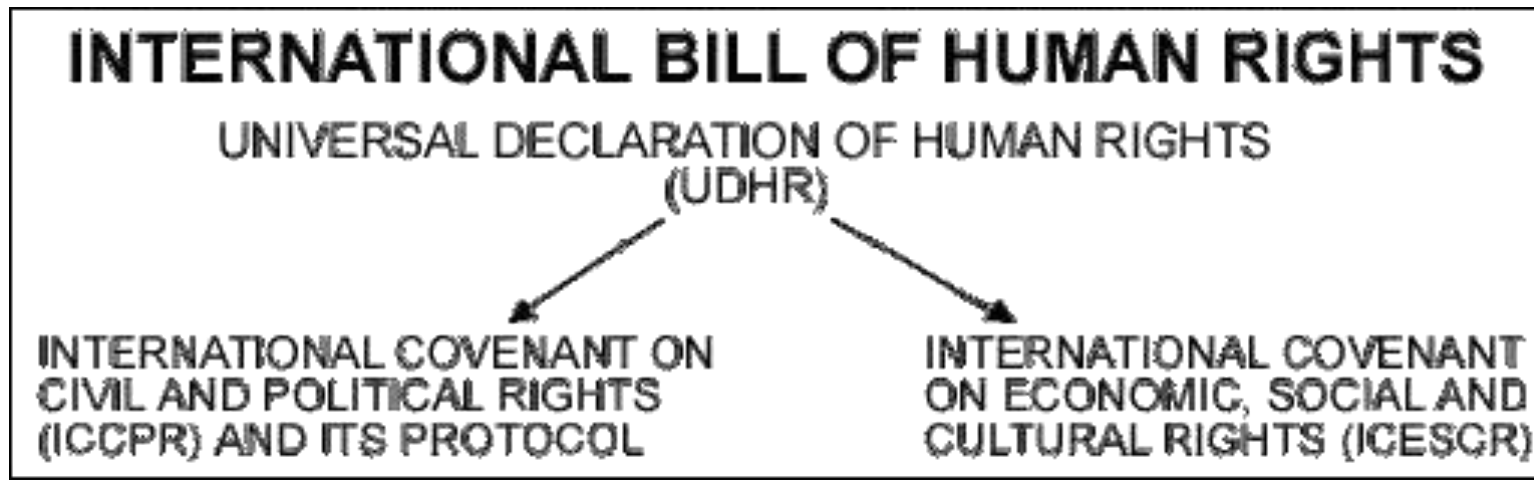 INTERNATIONAL BILL OF HUMAN RIGHTS
UNIVERSAL DECLARATION OF HUMAN RIGHTS
(UDHR)
INTERNATIONAL COVENANT ON
CIVIL AND POLITICAL RIGHTS
(ICCPR) AND ITS PROTOCOL
INTERNATIONAL COVENANT
ON ECONOMIC, SOCIAL AND
CULTURAL RIGHTS (ICESCR)